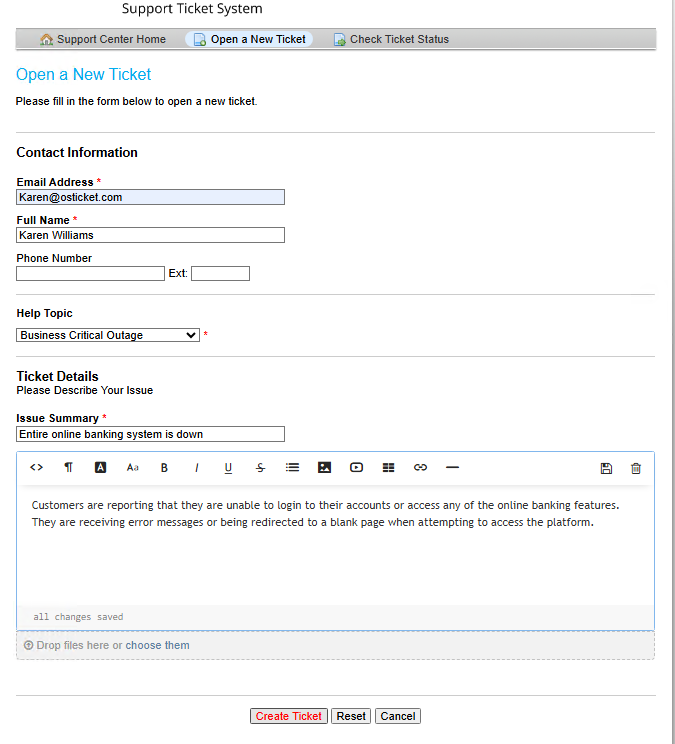 Support Ticket System
Support Center Home Open a New Ticket Check Ticket Status
Open a New Ticket
Please fill in the form below to open a new ticket.
Contact Information
Email Address *
Karen@osticket.com
Full Name *
Karen Williams
Phone Number
Ext:
Help Topic
Business Critical Outage *
Ticket Details
Please Describe Your Issue
Issue Summary *
Entire online banking system is down
<> ¶ A Aa B I U S
Customers are reporting that they are unable to login to their accounts or access any of the online banking features.
They are receiving error messages or being redirected to a blank page when attempting to access the platform.
all changes saved
Drop files here or choose them
Create Ticket Reset Cancel